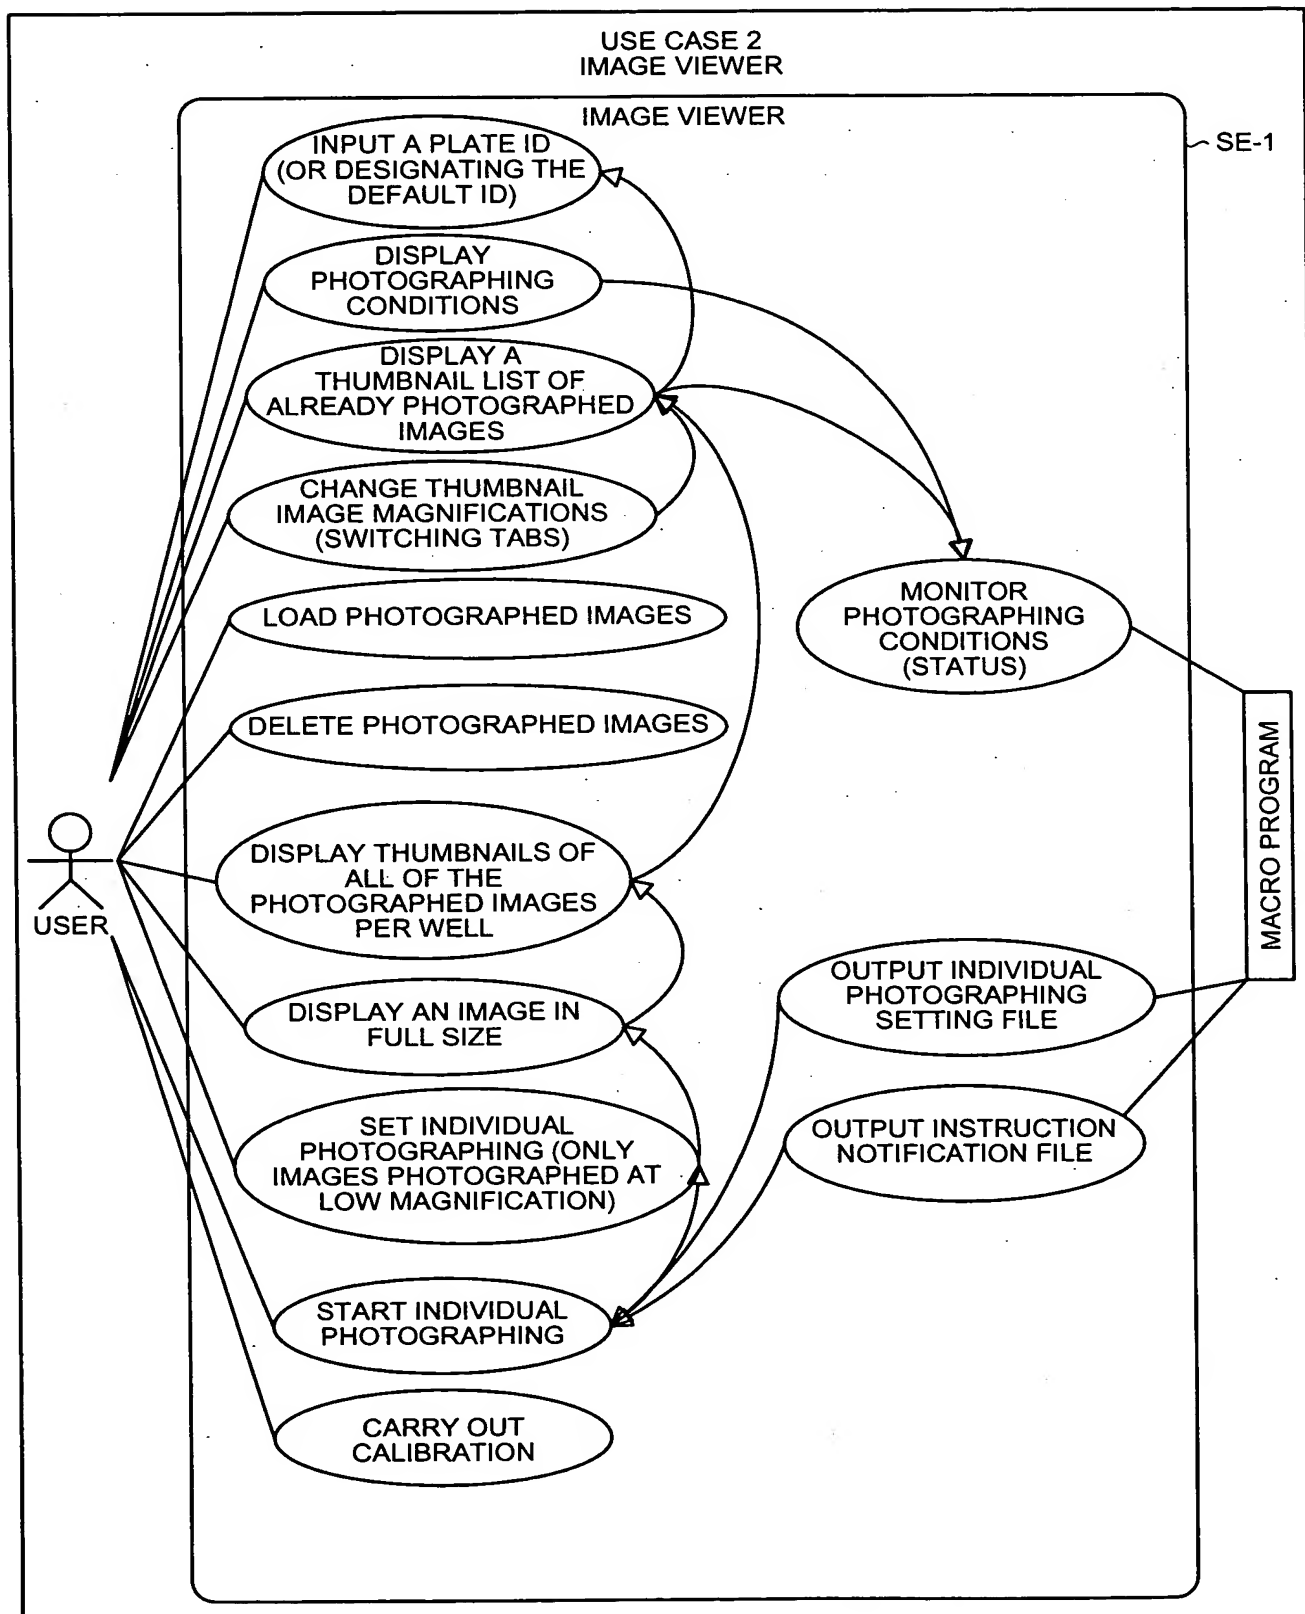 USE CASE 2
IMAGE VIEWER
IMAGE VIEWER
SE-1
INPUT A PLATE ID
(OR DESIGNATING THE
DEFAULT ID)
DISPLAY
PHOTOGRAPHING
CONDITIONS
DISPLAY A
THUMBNAIL LIST OF
ALREADY PHOTOGRAPHED
IMAGES
CHANGE THUMBNAIL
IMAGE MAGNIFICATIONS
(SWITCHING TABS)
LOAD PHOTOGRAPHED IMAGES
MONITOR
PHOTOGRAPHING
CONDITIONS
(STATUS)
DELETE PHOTOGRAPHED IMAGES
MACRO PROGRAM
USER
DISPLAY THUMBNAILS OF
ALL OF THE
PHOTOGRAPHED IMAGES
PER WELL
DISPLAY AN IMAGE IN
FULL SIZE
OUTPUT INDIVIDUAL
PHOTOGRAPHING
SETTING FILE
SET INDIVIDUAL
PHOTOGRAPHING (ONLY
IMAGES PHOTOGRAPHED AT
LOW MAGNIFICATION)
OUTPUT INSTRUCTION
NOTIFICATION FILE
START INDIVIDUAL
PHOTOGRAPHING
CARRY OUT
CALIBRATION